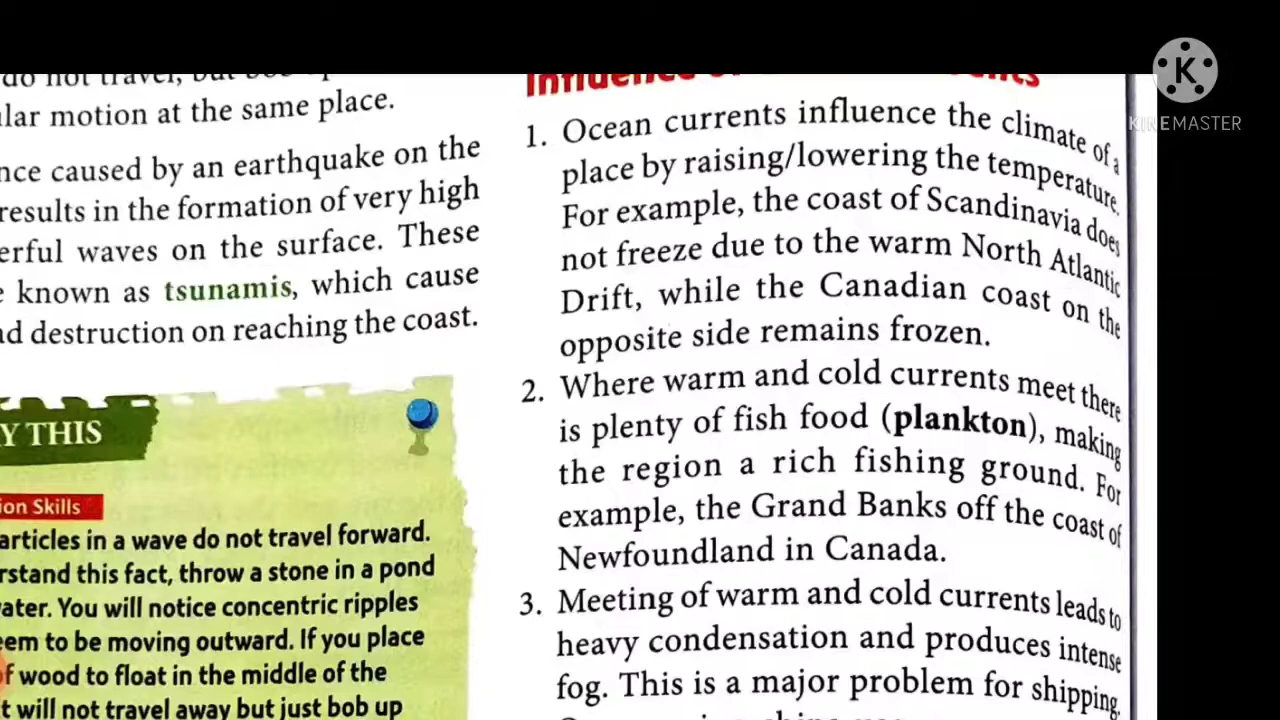 do not travel, but bob
lar motion at the same place.
nce caused by an earthquake on the
results in the formation of very high
erful waves on the surface. These
known as tsunamis, which cause
d destruction on reaching the coast.
Y THIS
ion Skills
articles in a wave do not travel forward.
rstand this fact, throw a stone in a pond
ater. You will notice concentric ripples
em to be moving outward. If you place
f wood to float in the middle of the
t will not travel away but just bob up
Influence
1. Ocean currents influence the climate of a
place by raising/lowering the temperature.
For example, the coast of Scandinavia does
not freeze due to the warm North Atlantic
Drift, while the Canadian coast on the
opposite side remains frozen.
2. Where warm and cold currents meet there
is plenty of fish food (plankton), making
the region a rich fishing ground. For
example, the Grand Banks off the coast of
Newfoundland in Canada.
3. Meeting of warm and cold currents leads to
heavy condensation and produces intense
fog. This is a major problem for shipping.
K
KINEMASTER